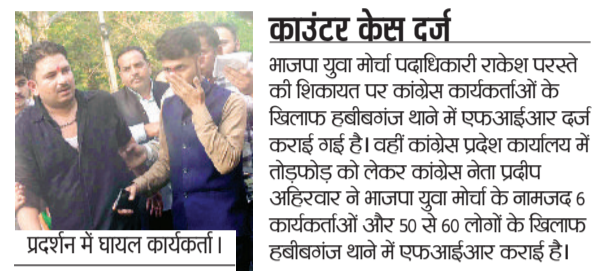 काउंटर केस दर्ज
भाजपा युवा मोर्चा पदाधिकारी राकेश परस्ते
की शिकायत पर कांग्रेस कार्यकर्ताओं के
खिलाफ हबीबगंज थाने में एफआईआर दर्ज
कराई गई है। वहीं कांग्रेस प्रदेश कार्यालय में
तोड़फोड़ को लेकर कांग्रेस नेता प्रदीप
अहिरवार ने भाजपा युवा मोर्चा के नामजद 6
कार्यकर्ताओं और 50 से 60 लोगों के खिलाफ
हबीबगंज थाने में एफआईआर कराई है।
प्रदर्शन में घायल कार्यकर्ता।